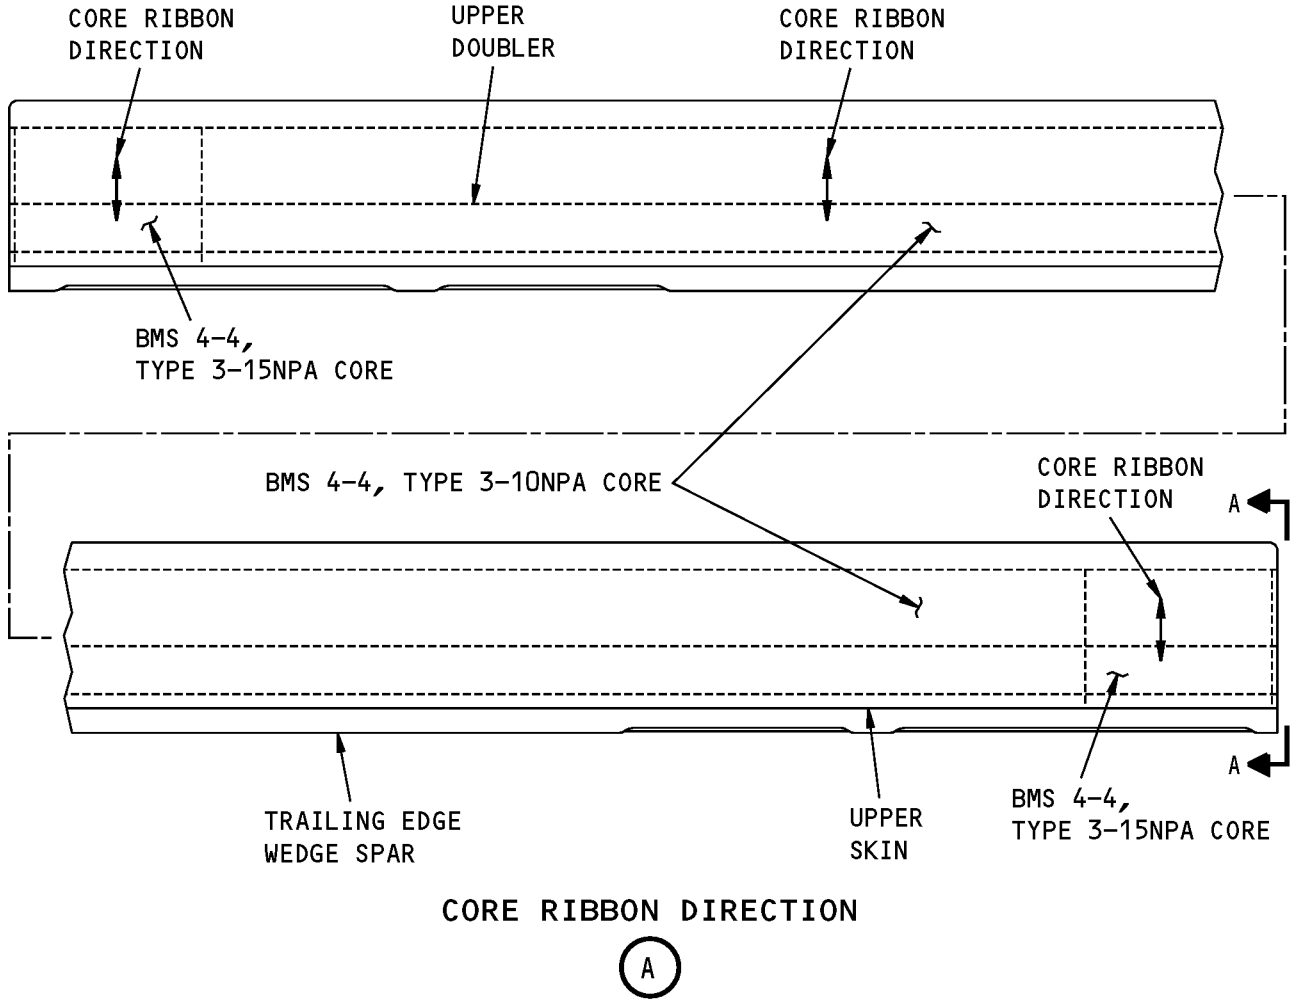 CORE RIBBON
DIRECTION
UPPER
DOUBLER
CORE RIBBON
DIRECTION
BMS 4-4,
TYPE 3-15NPA CORE
BMS 4-4, TYPE 3-10NPA CORE
CORE RIBBON
DIRECTION
A
A
TRAILING EDGE
WEDGE SPAR
UPPER
SKIN
BMS 4-4,
TYPE 3-15NPA CORE
CORE RIBBON DIRECTION
A